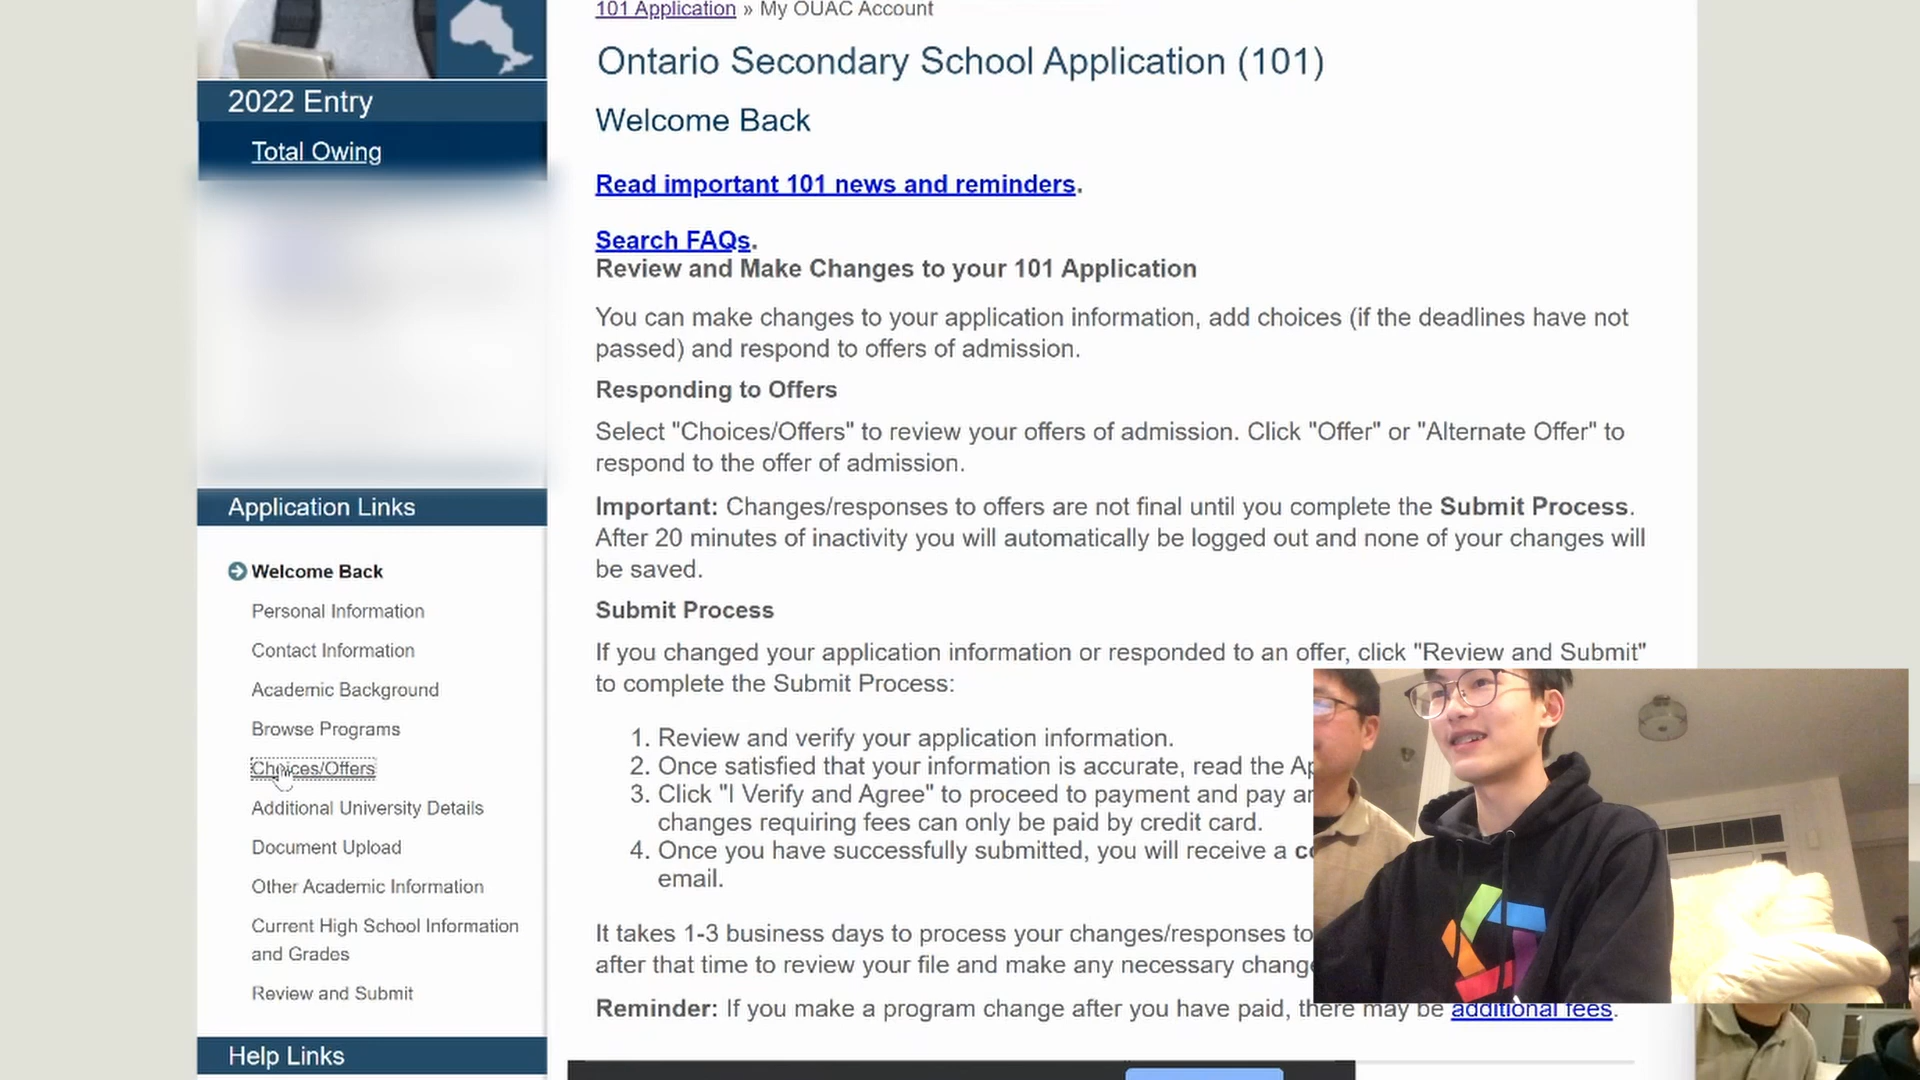 101 Application » My OUAC Account
Ontario Secondary School Application (101)
2022 Entry
Total Owing
Welcome Back
Read important 101 news and reminders.
Search FAQs.
Review and Make Changes to your 101 Application
You can make changes to your application information, add choices (if the deadlines have not
passed) and respond to offers of admission.
Responding to Offers
Select "Choices/Offers" to review your offers of admission. Click "Offer" or "Alternate Offer" to
respond to the offer of admission.
Important: Changes/responses to offers are not final until you complete the Submit Process.
After 20 minutes of inactivity you will automatically be logged out and none of your changes will
be saved.
Submit Process
If you changed your application information or responded to an offer, click "Review and Submit"
to complete the Submit Process:
1. Review and verify your application information.
2. Once satisfied that your information is accurate, read the
3. Click "I Verify and Agree" to proceed to payment and pay
changes requiring fees can only be paid by credit card.
4. Once you have successfully submitted, you will receive a
email.
It takes 1-3 business days to process your changes/responses to
after that time to review your file and make any necessary
Reminder: If you make a program change after you have paid, there may be additional fees.
Application Links
Welcome Back
Personal Information
Contact Information
Academic Background
Browse Programs
Choices/Offers
Additional University Details
Document Upload
Other Academic Information
Current High School Information
and Grades
Review and Submit
Help Links